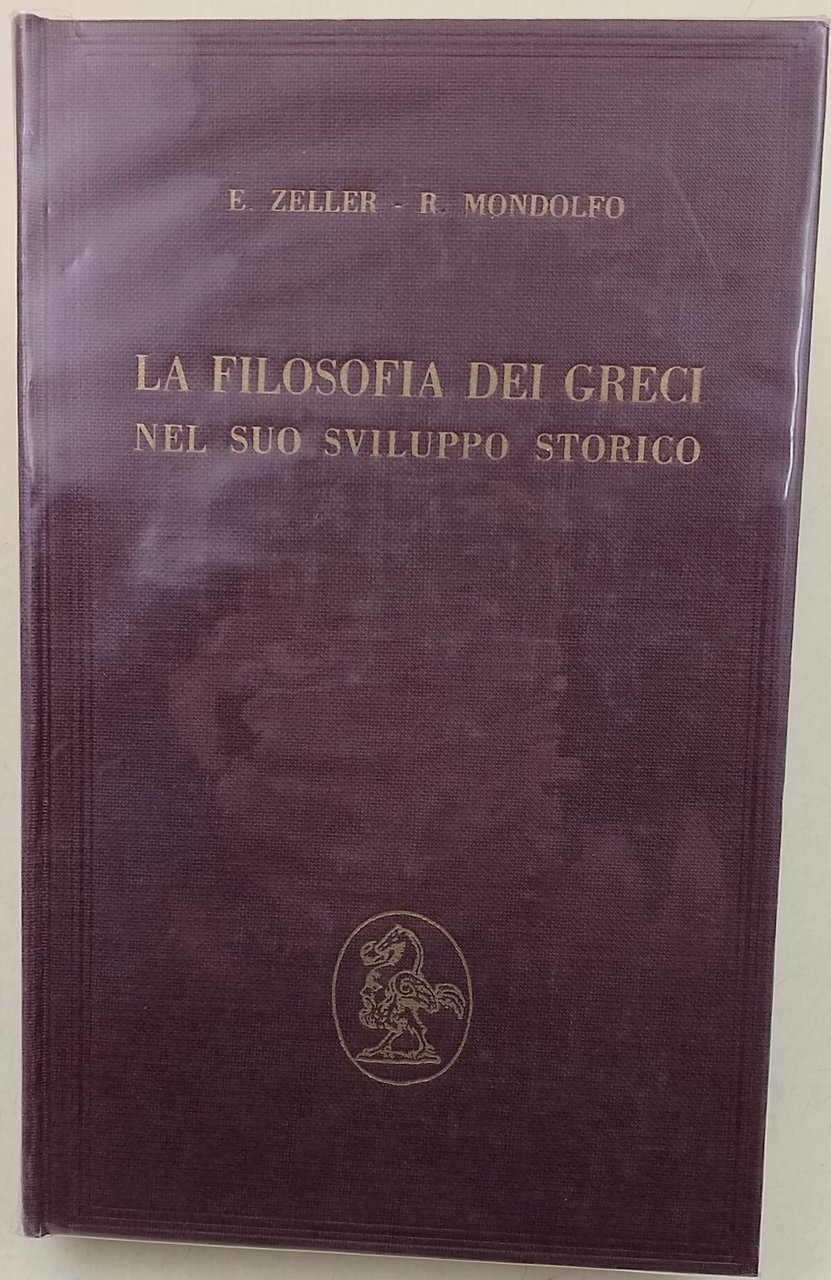 E. ZELLER - R. MONDOLFO
LA FILOSOFIA DEI GRECI
NEL SUO SVILUPPO STORICO